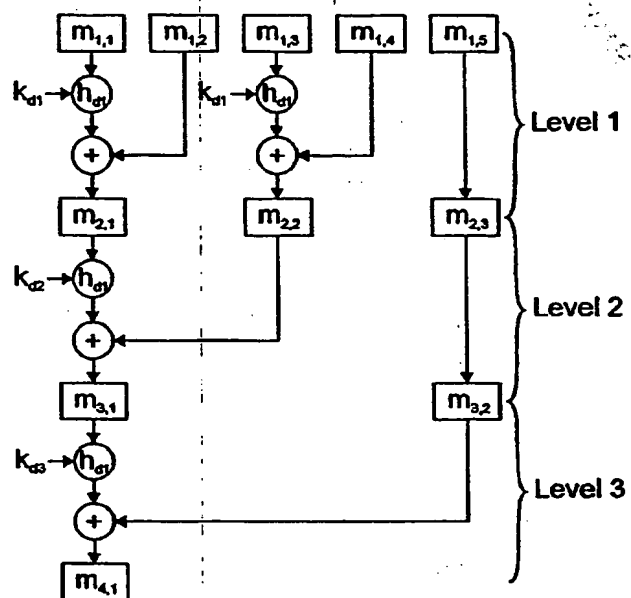 m1,1 m1,2 m1,3 m1,4 m1,5
kd1 hd1 kd1 hd1
Level 1
+ +
m2,1 m2,2 m2,3
kd2 hd1
Level 2
+
m3,1 m3,2
kd3 hd1
Level 3
+
m4,1